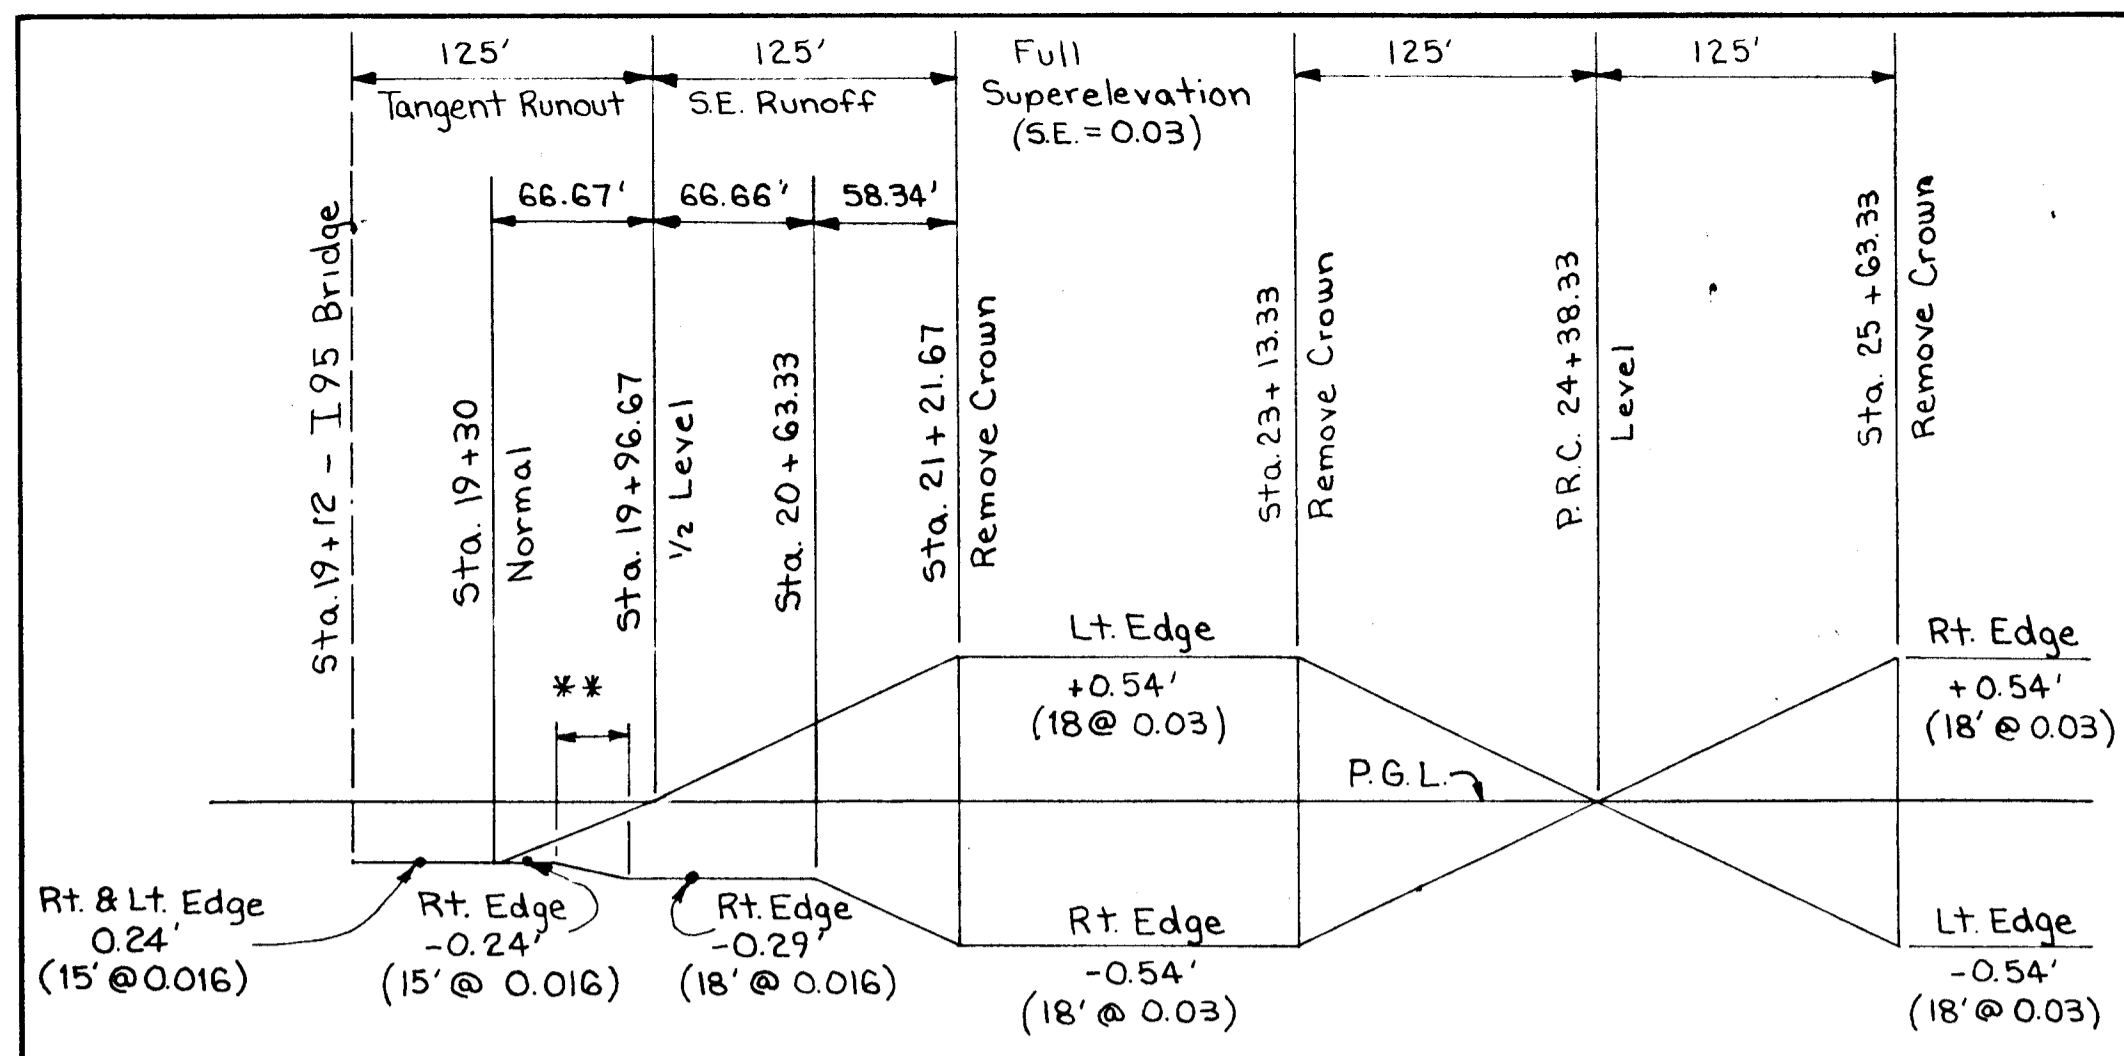 125' 125' Full 125' 125'
Tangent Runout S.E. Runoff Superelevation
(S.E. = 0.03)
66.67' 66.66' 58.34'
Sta. 19+12 - I 95 Bridge
Sta. 19+30
Normal
Sta. 19+96.67
1/2 Level
Sta. 20+63.33
Sta. 21+21.67
Remove Crown
Sta. 23+13.33
Remove Crown
P.R.C. 24+38.33
Level
Sta. 25+63.33
Remove Crown
**
Lt. Edge
+0.54'
(18@ 0.03)
P.G.L.
Rt. Edge
+0.54'
(18'@ 0.03)
Rt. & Lt. Edge
0.24'
(15'@0.016)
Rt. Edge
-0.24'
(15'@ 0.016)
Rt. Edge
-0.29'
(18'@ 0.016)
Rt. Edge
-0.54'
(18'@ 0.03)
Lt. Edge
-0.54'
(18'@ 0.03)